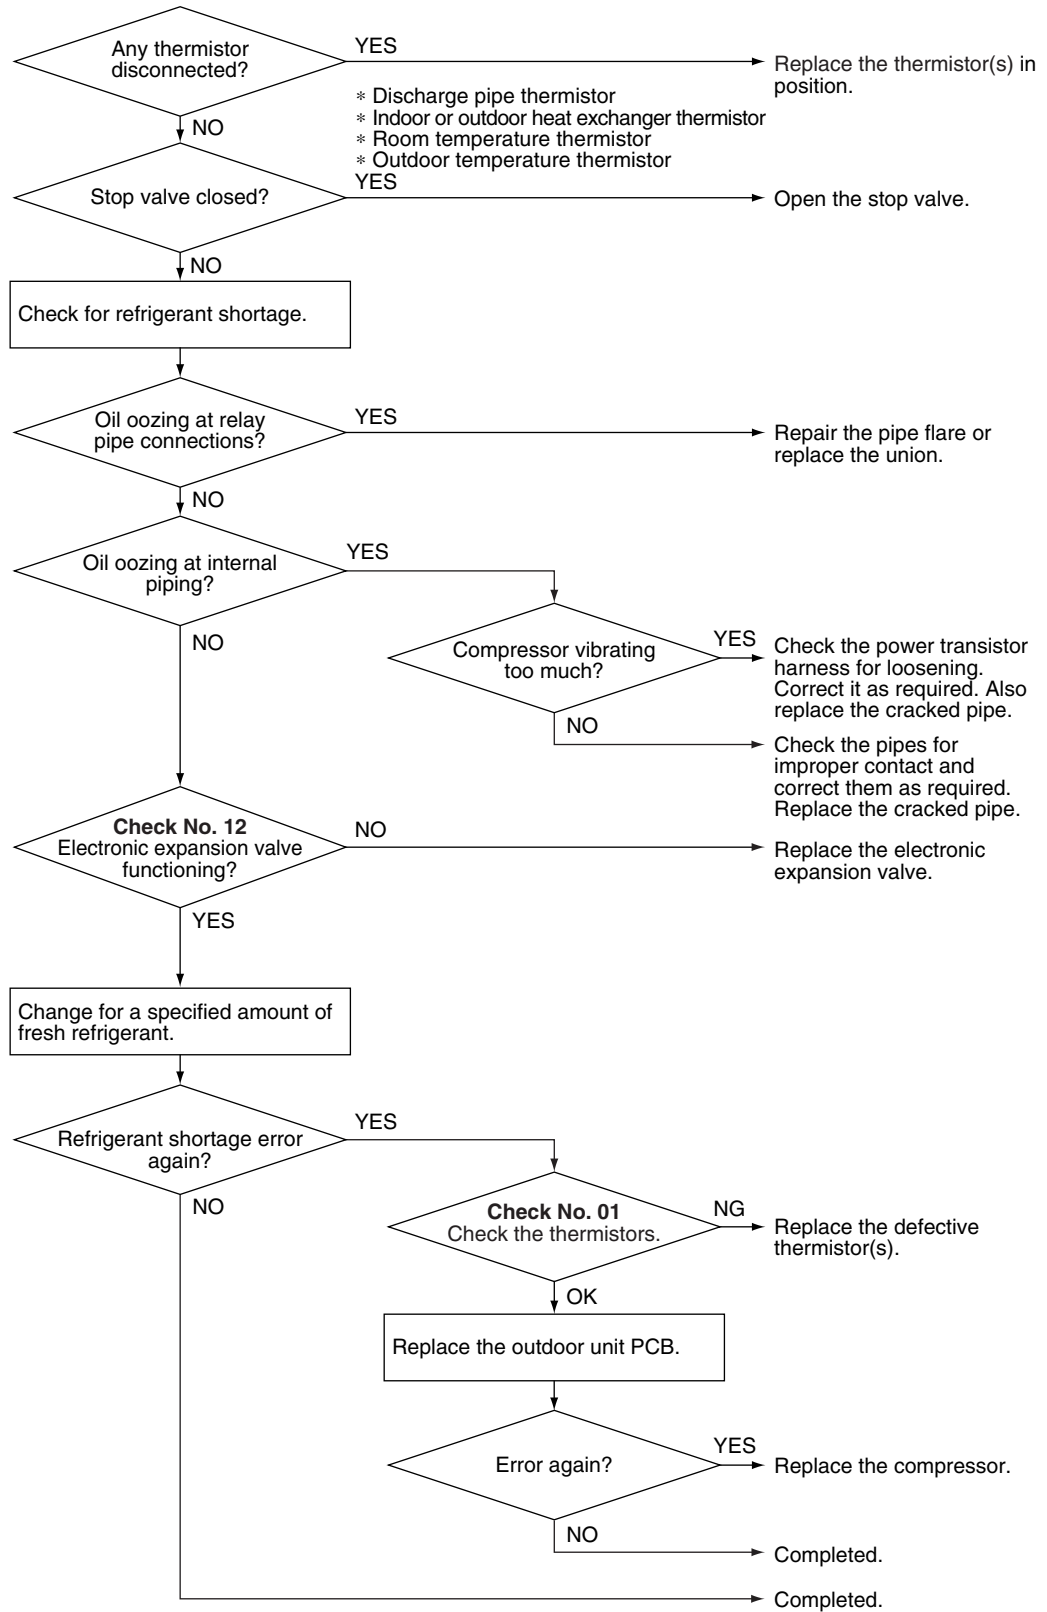 Any thermistor
disconnected?
YES
Replace the thermistor(s) in
position.
∗ Discharge pipe thermistor
∗ Indoor or outdoor heat exchanger thermistor
∗ Room temperature thermistor
∗ Outdoor temperature thermistor
NO
Stop valve closed?
YES
Open the stop valve.
NO
Check for refrigerant shortage.
Oil oozing at relay
pipe connections?
YES
Repair the pipe flare or
replace the union.
NO
Oil oozing at internal
piping?
YES
NO
Compressor vibrating
too much?
YES
Check the power transistor
harness for loosening.
Correct it as required. Also
replace the cracked pipe.
NO
Check the pipes for
improper contact and
correct them as required.
Replace the cracked pipe.
Check No. 12
Electronic expansion valve
functioning?
NO
Replace the electronic
expansion valve.
YES
Change for a specified amount of
fresh refrigerant.
Refrigerant shortage error
again?
YES
NO
Check No. 01
Check the thermistors.
NG
Replace the defective
thermistor(s).
OK
Replace the outdoor unit PCB.
Error again?
YES
Replace the compressor.
NO
Completed.
Completed.